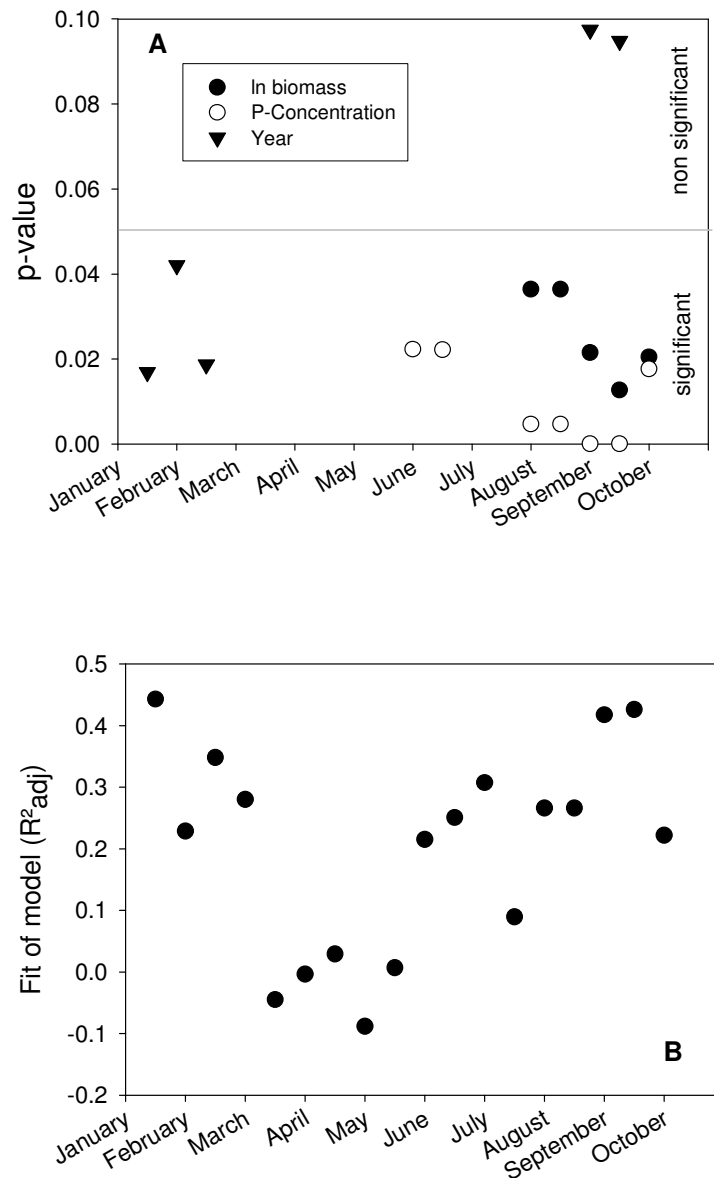 A
ln biomass
P-Concentration
Year
non significant
significant
p-value
0.10
0.08
0.06
0.04
0.02
0.00
January
February
March
April
May
June
July
August
September
October
B
Fit of model (R²adj)
0.5
0.4
0.3
0.2
0.1
0.0
-0.1
-0.2
January
February
March
April
May
June
July
August
September
October